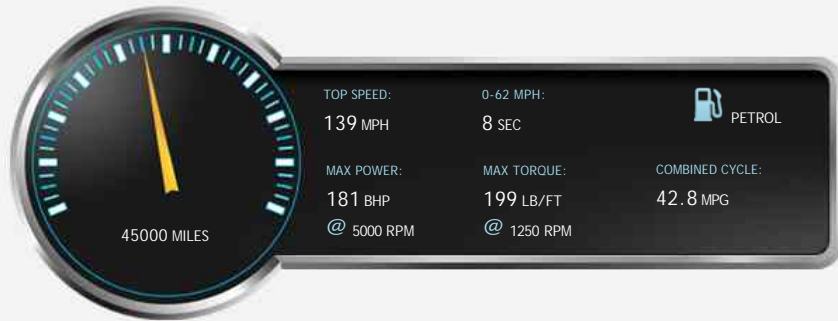 TOP SPEED:
139 MPH
0-62 MPH:
8 SEC
PETROL
MAX POWER:
181 BHP
@ 5000 RPM
MAX TORQUE:
199 LB/FT
@ 1250 RPM
COMBINED CYCLE:
42.8 MPG
45000 MILES